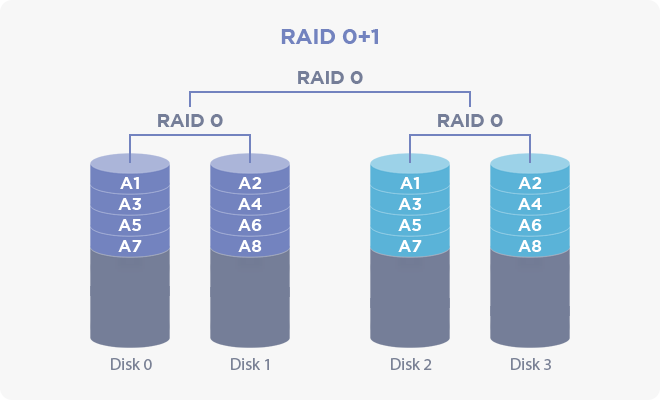 RAID 0+1
RAID 0
RAID 0 RAID 0
A1 A2 A1 A2
A3 A4 A3 A4
A5 A6 A5 A6
A7 A8 A7 A8
Disk 0 Disk 1 Disk 2 Disk 3